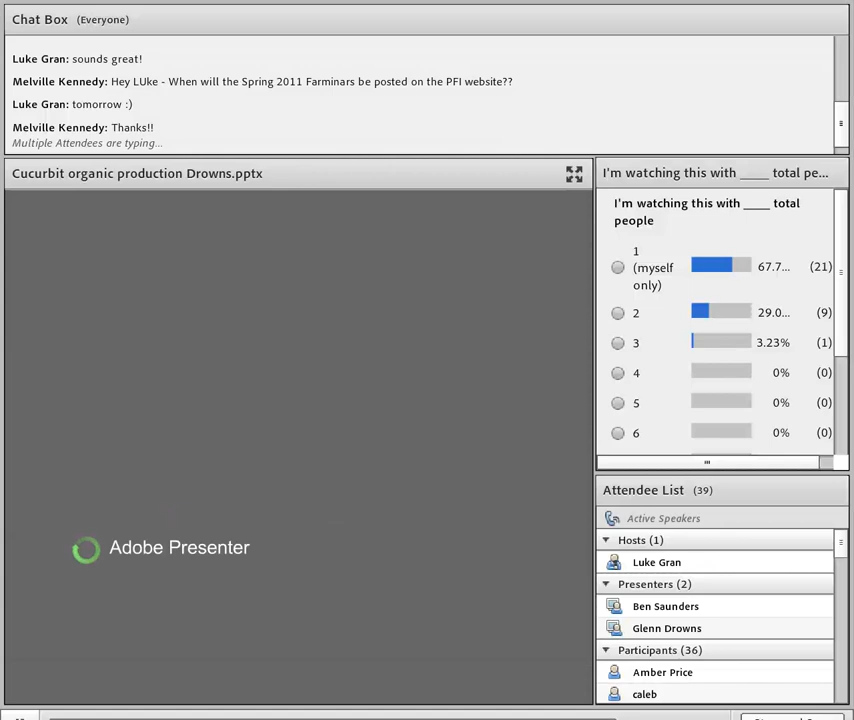 Chat Box (Everyone)
Luke Gran: sounds great!
Melville Kennedy: Hey LUke - When will the Spring 2011 Farminars be posted on the PFI website??
Luke Gran: tomorrow :)
Melville Kennedy: Thanks!!
Multiple Attendees are typing...
Cucurbit organic production Drowns.pptx
I'm watching this with ____ total pe...
I'm watching this with ____ total
people
1
(myself
only)
67.7... (21)
2 29.0... (9)
3 3.23% (1)
4 0% (0)
5 0% (0)
6 0% (0)
Adobe Presenter
Attendee List (39)
Active Speakers
Hosts (1)
Luke Gran
Presenters (2)
Ben Saunders
Glenn Drowns
Participants (36)
Amber Price
caleb